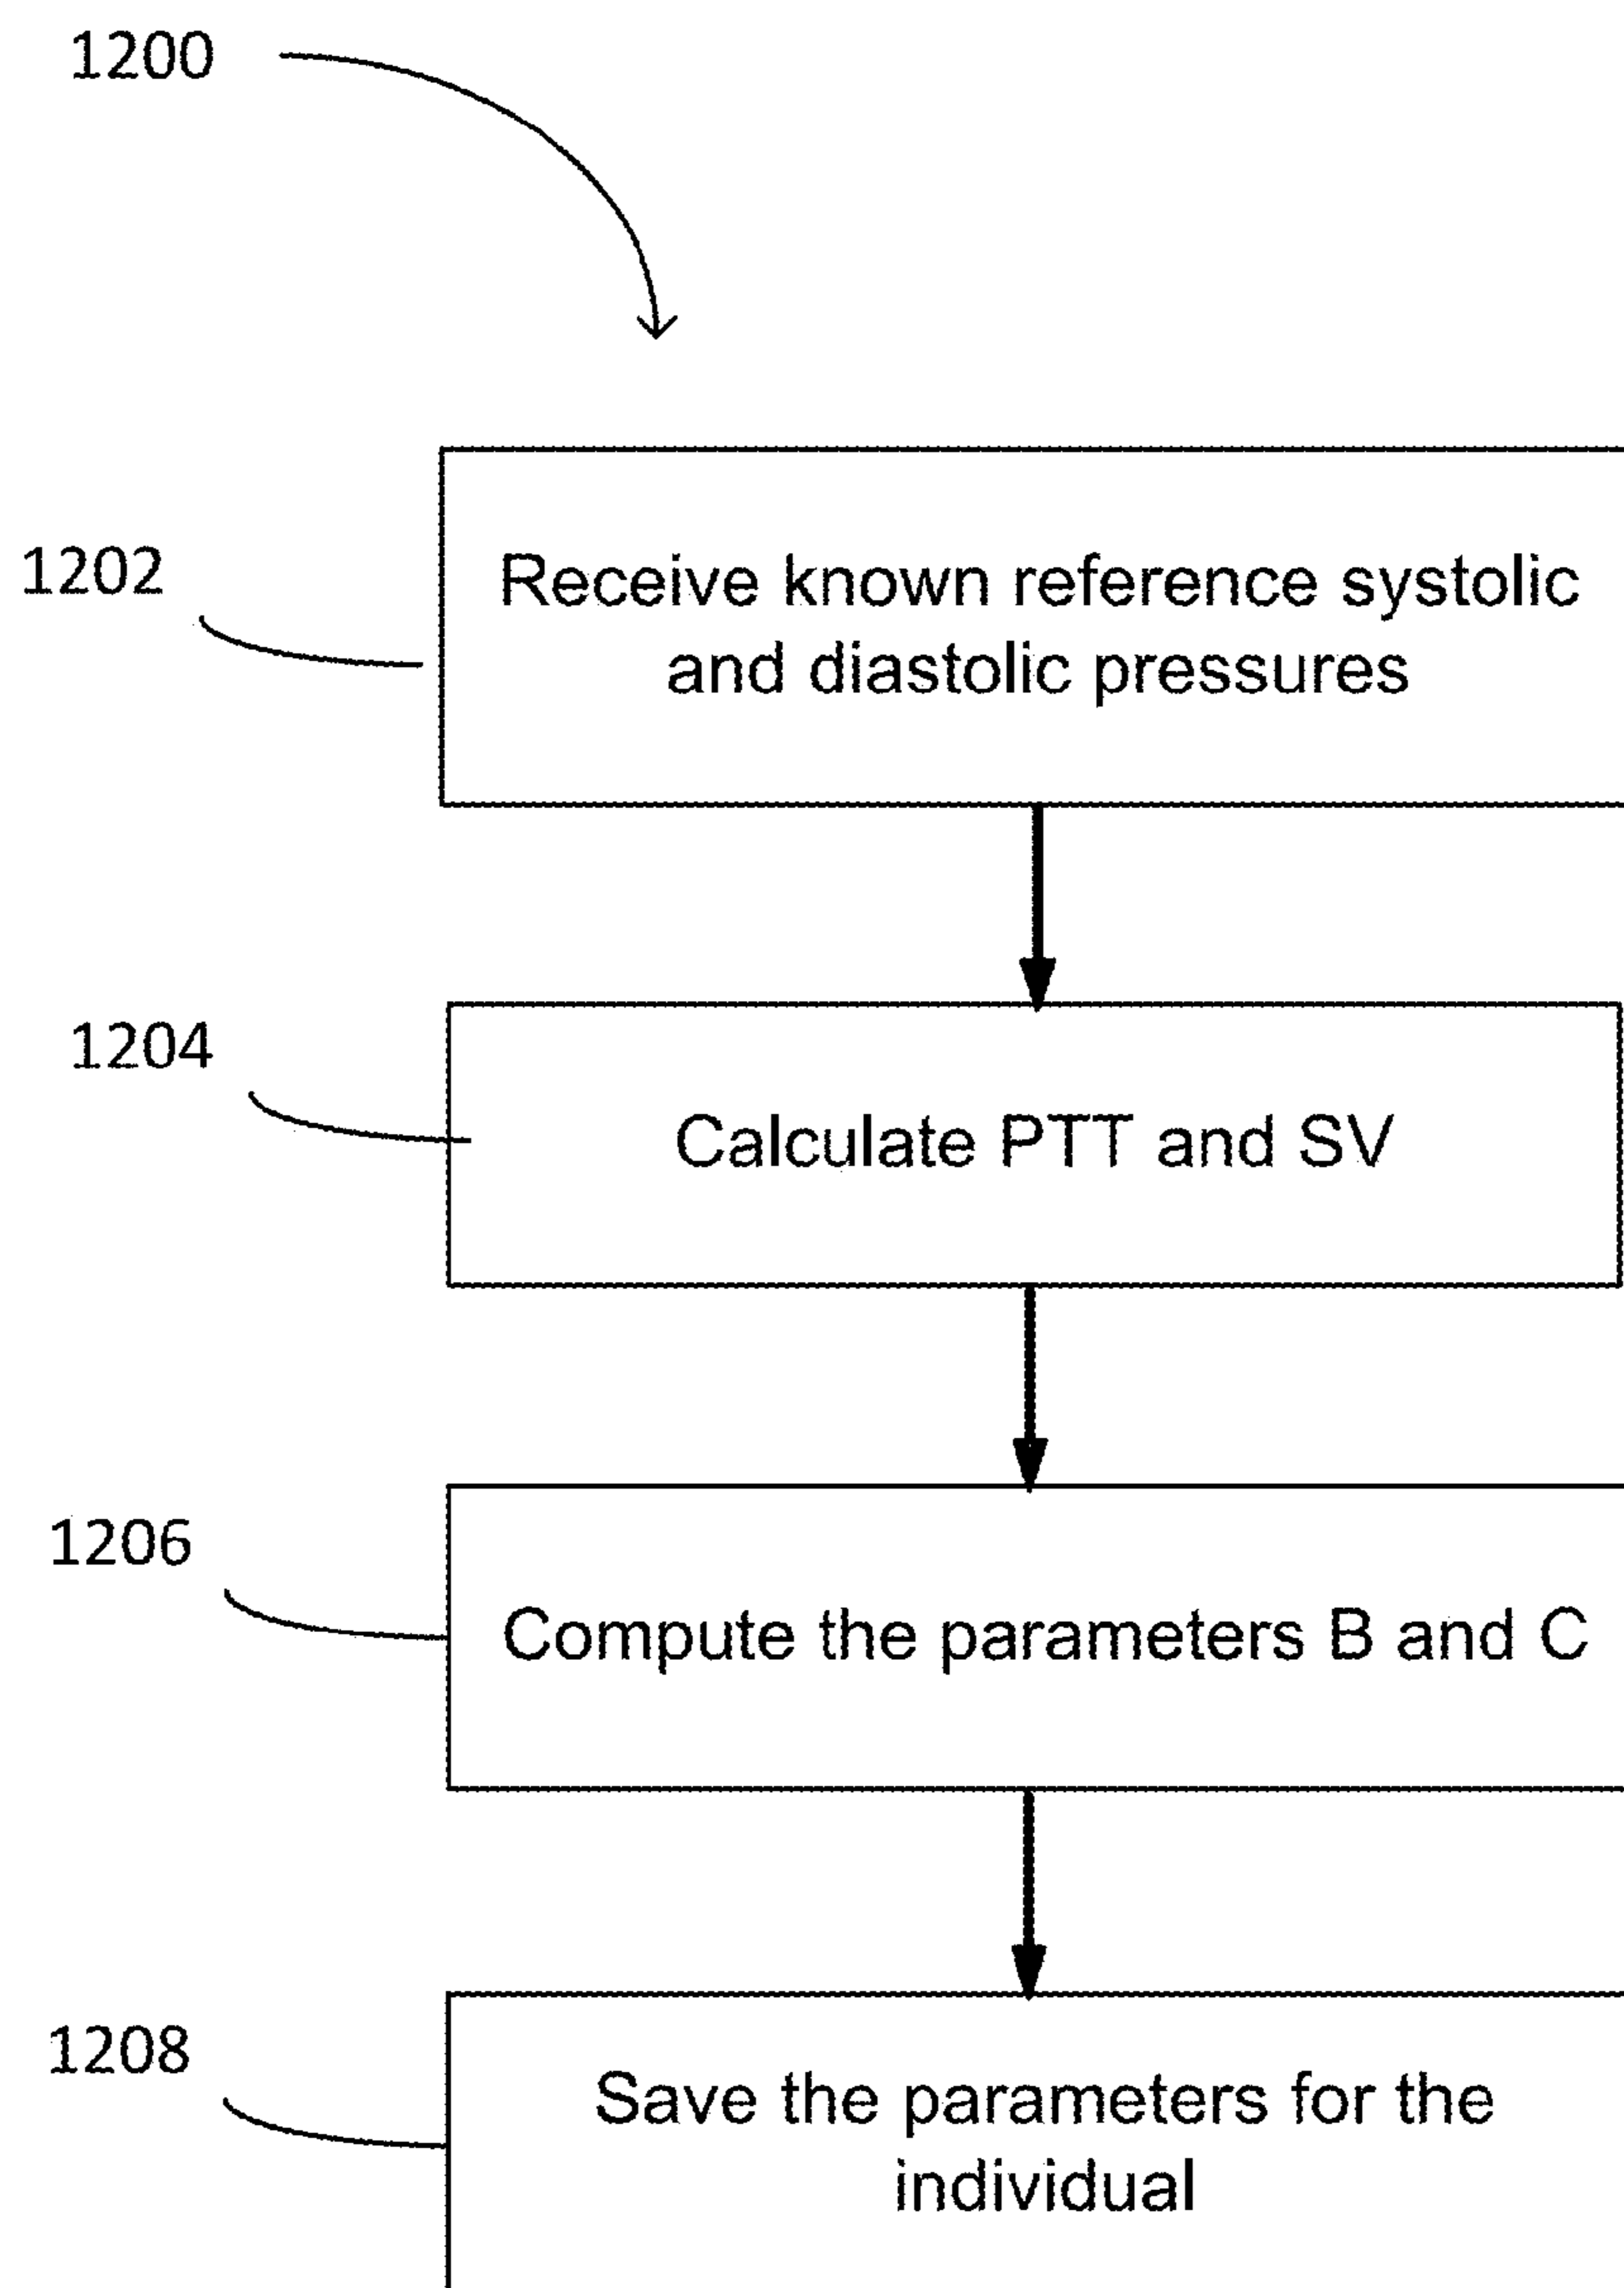 1200
1202
Receive known reference systolic
and diastolic pressures
1204
Calculate PTT and SV
1206
Compute the parameters B and C
1208
Save the parameters for the
individual